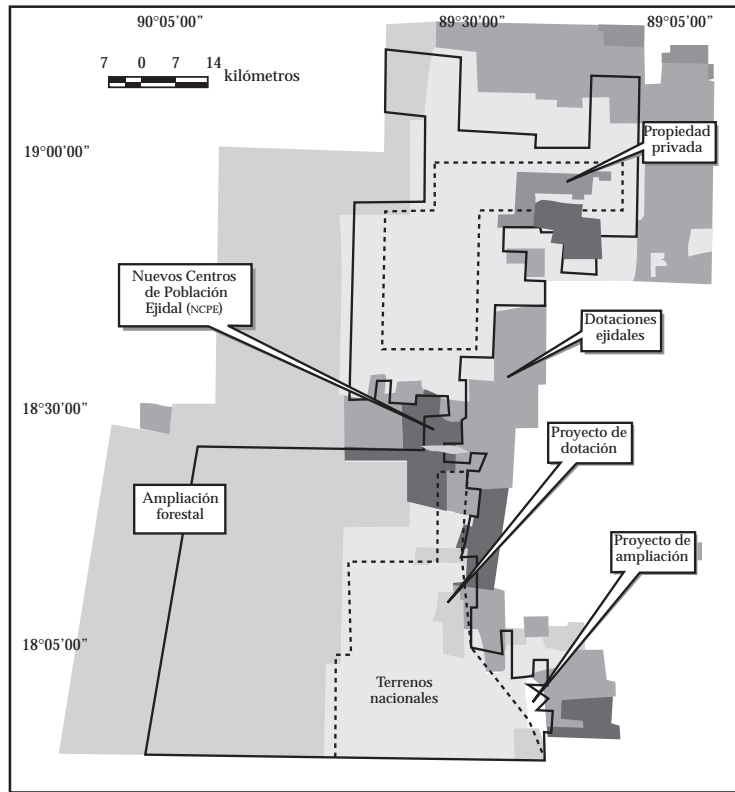 90°05'00"
89°30'00"
89°05'00"
7 0 7 14
kilómetros
19°00'00"
Propiedad
privada
Nuevos Centros
de Población
Ejidal (NCPE)
Dotaciones
ejidales
18°30'00"
Proyecto de
dotación
Ampliación
forestal
Proyecto de
ampliación
18°05'00"
Terrenos
nacionales